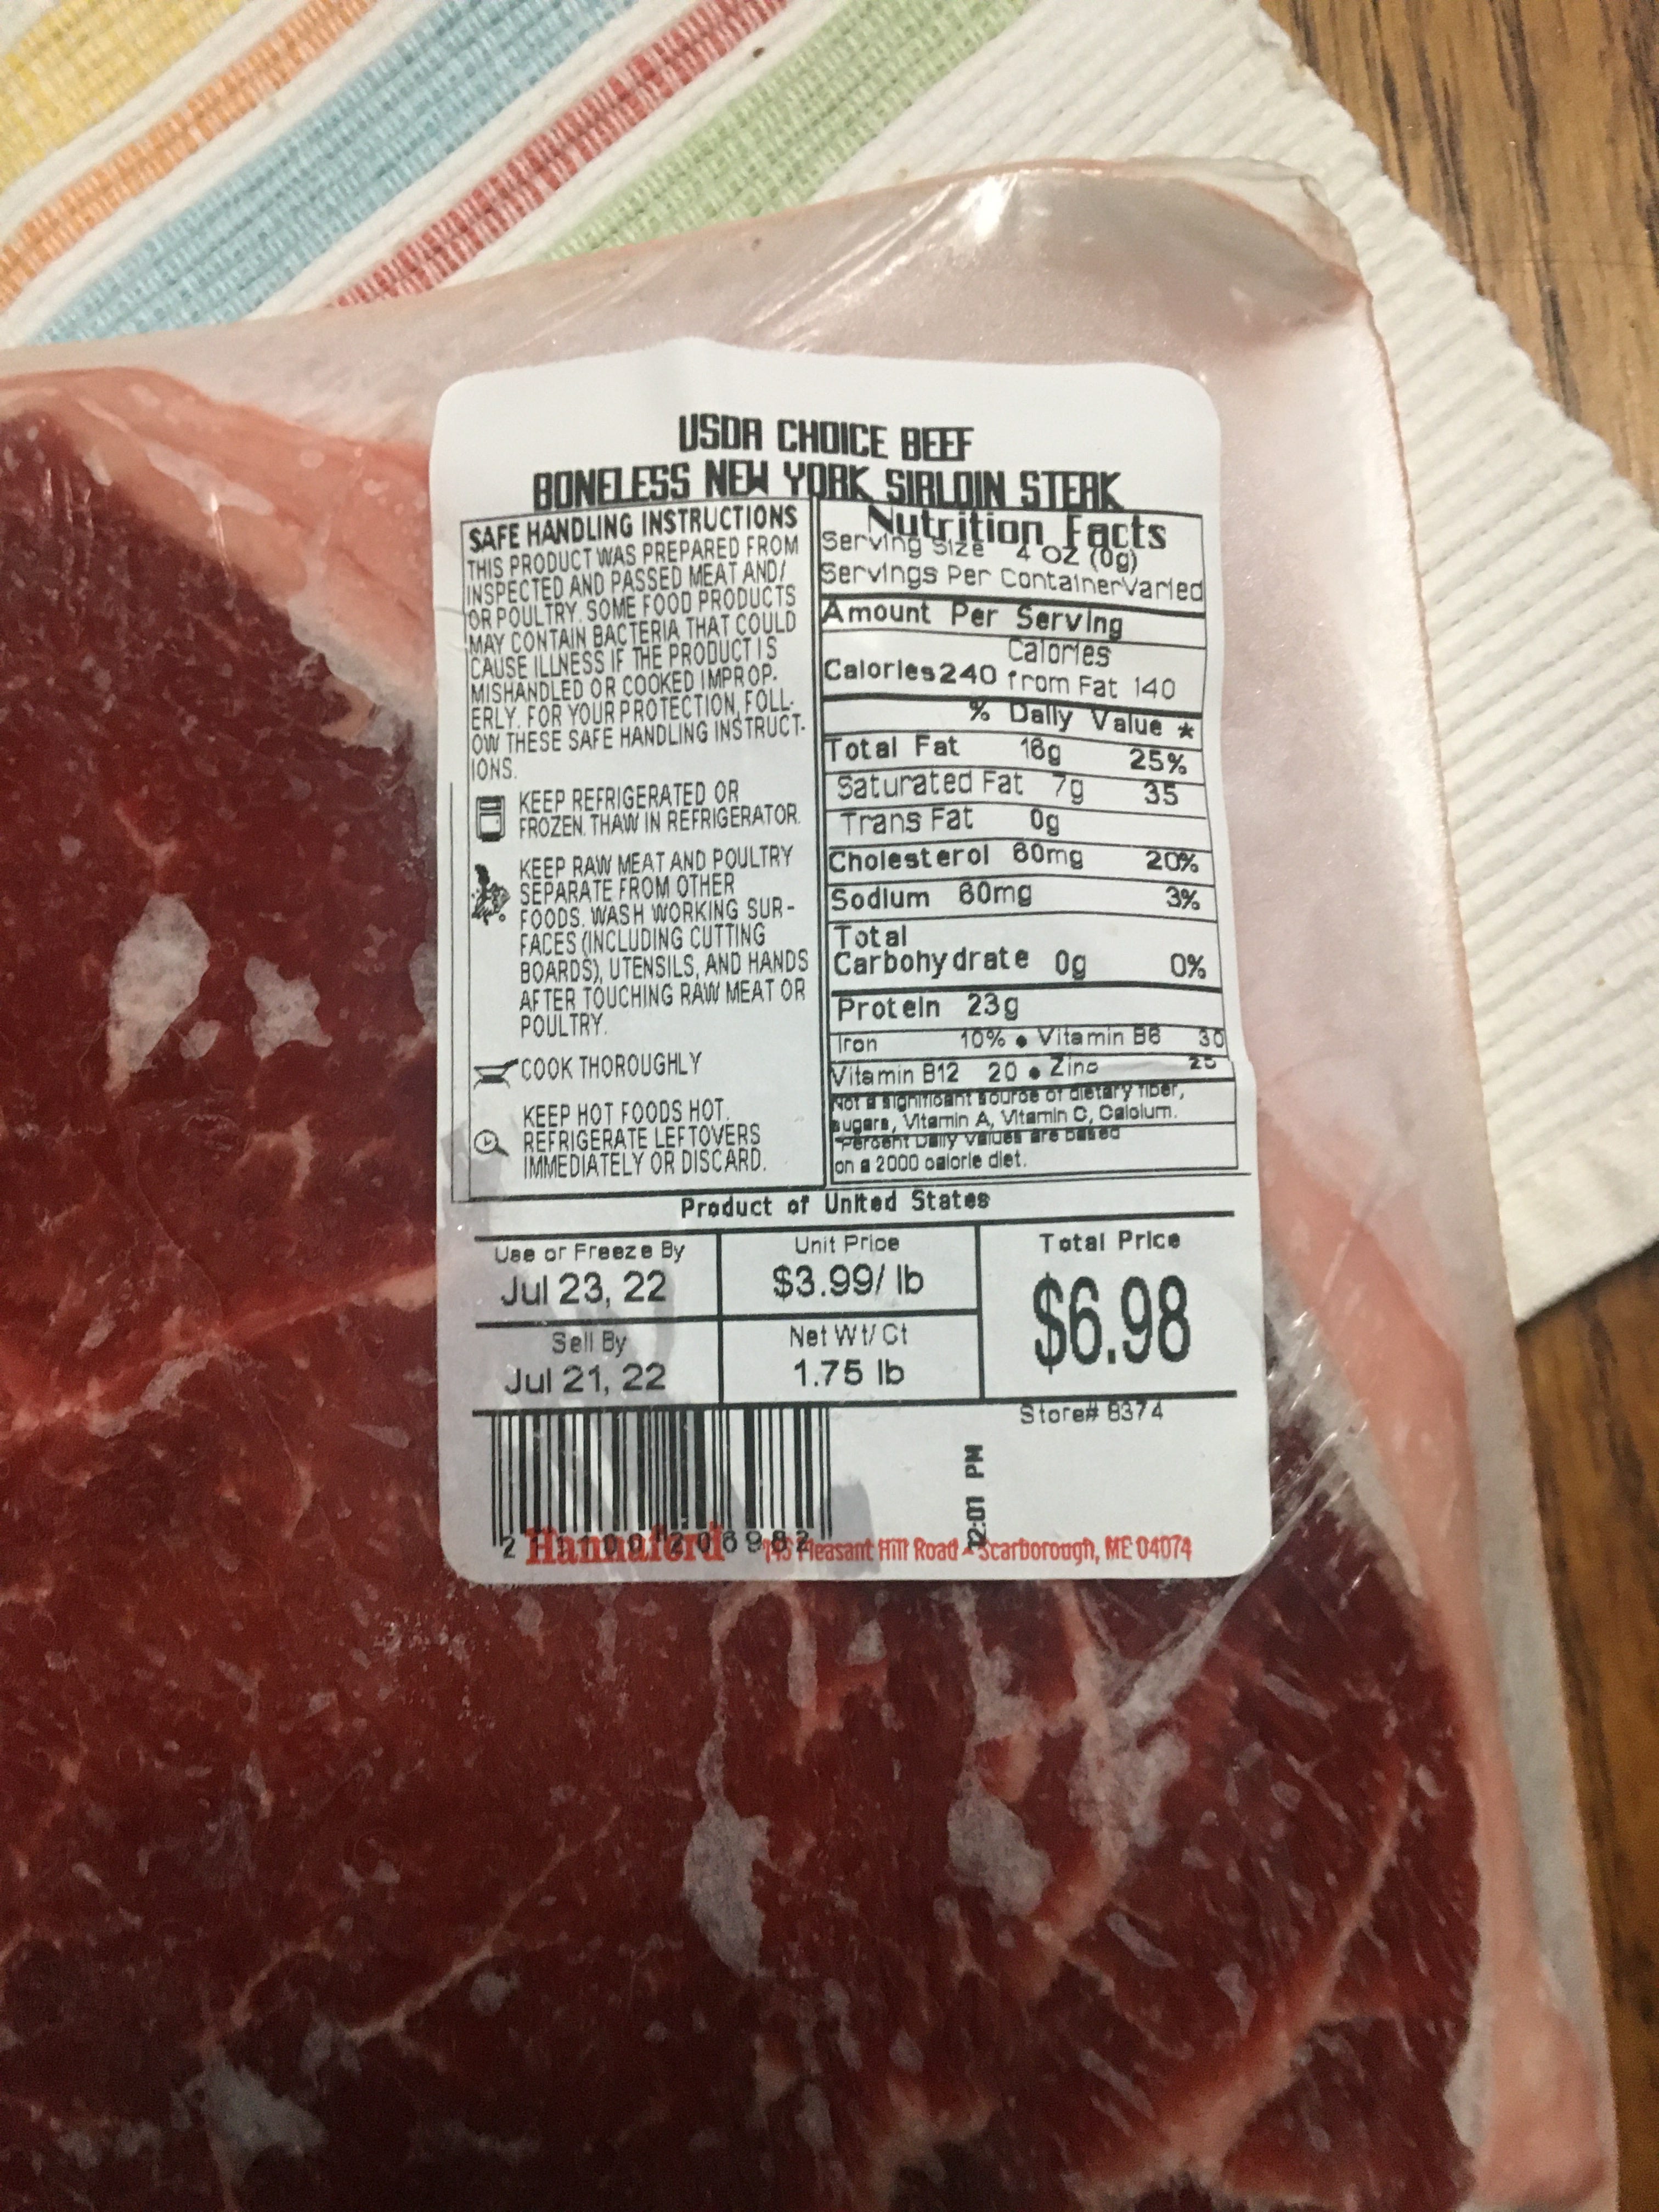 USDA CHOICE BEEF
BONELESS NEW YORK SIRLOIN STEAK
SAFE HANDLING INSTRUCTIONS
THIS PRODUCT WAS PREPARED FROM
INSPECTED AND PASSED MEAT AND/
OR POULTRY. SOME FOOD PRODUCTS
MAY CONTAIN BACTERIA THAT COULD
CAUSE ILLNESS IF THE PRODUCT IS
MISHANDLED OR COOKED IMPROP-
ERLY. FOR YOUR PROTECTION, FOLL-
OW THESE SAFE HANDLING INSTRUCT-
IONS.
KEEP REFRIGERATED OR
FROZEN. THAW IN REFRIGERATOR.
KEEP RAW MEAT AND POULTRY
SEPARATE FROM OTHER
FOODS. WASH WORKING SUR-
FACES (INCLUDING CUTTING
BOARDS), UTENSILS, AND HANDS
AFTER TOUCHING RAW MEAT OR
POULTRY.
COOK THOROUGHLY
KEEP HOT FOODS HOT.
REFRIGERATE LEFTOVERS
IMMEDIATELY OR DISCARD.
Nutrition Facts
Serving Size 4 OZ (0g)
Servings Per Container Varied
Amount Per Serving
Calories 240 Calories from Fat 140
% Daily Value *
Total Fat 16g 25%
Saturated Fat 7g 35
Trans Fat 0g
Cholesterol 60mg 20%
Sodium 60mg 3%
Total
Carbohydrate 0g 0%
Protein 23g
Iron 10% • Vitamin B6 30
Vitamin B12 20 • Zinc 25
Not a significant source of dietary fiber,
sugars, Vitamin A, Vitamin C, Calcium.
*Percent Daily Values are based
on a 2000 calorie diet.
Product of United States
Use or Freeze By
Jul 23, 22
Sell By
Jul 21, 22
Unit Price
$3.99/ lb
Net Wt/Ct
1.75 lb
Total Price
$6.98
Store# 8374
12:01 PM
Hannaford 145 Pleasant Hill Road Scarborough, ME 04074